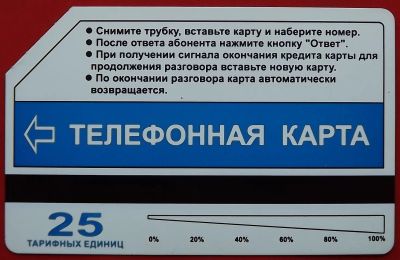 ● Снимите трубку, вставьте карту и наберите номер.
● После ответа абонента нажмите кнопку "Ответ".
● При получении сигнала окончания кредита карты для
продолжения разговора вставьте новую карту.
● По окончании разговора карта автоматически
возвращается.
ТЕЛЕФОННАЯ КАРТА
25
ТАРИФНЫХ ЕДИНИЦ
0% 20% 40% 60% 80% 100%